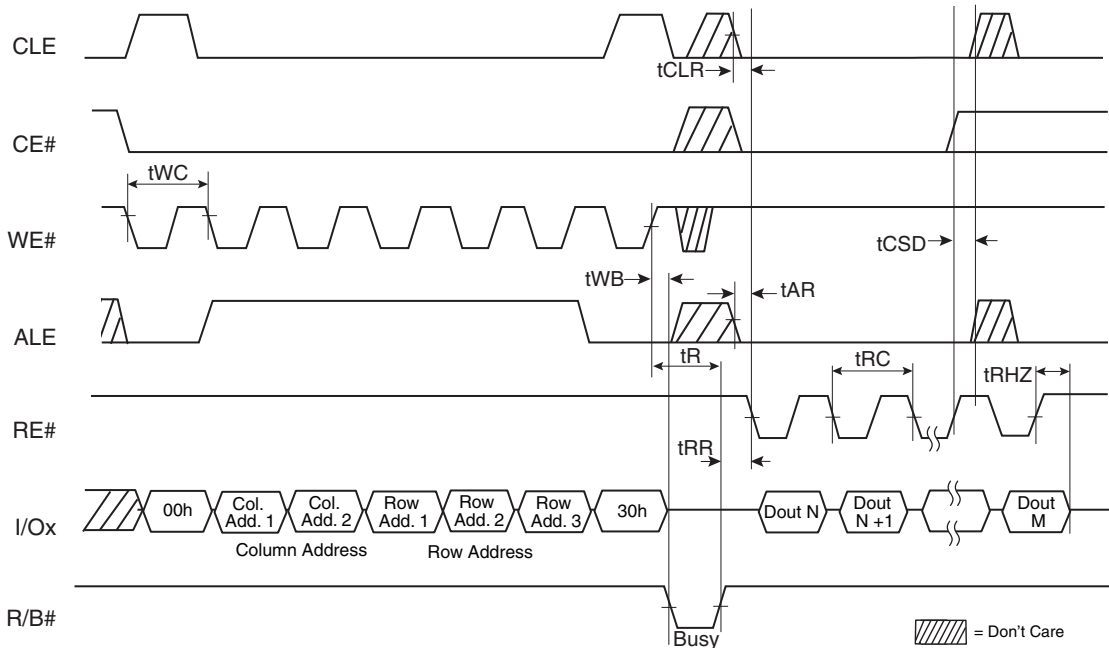 CLE
tCLR
CE#
tWC
WE#
tCSD
tWB
tAR
ALE
tR
tRC
tRHZ
RE#
tRR
I/Ox
00h
Col.
Add. 1
Col.
Add. 2
Row
Add. 1
Row
Add. 2
Row
Add. 3
30h
Dout N
Dout
N +1
Dout
M
Column Address
Row Address
R/B#
Busy
= Don't Care